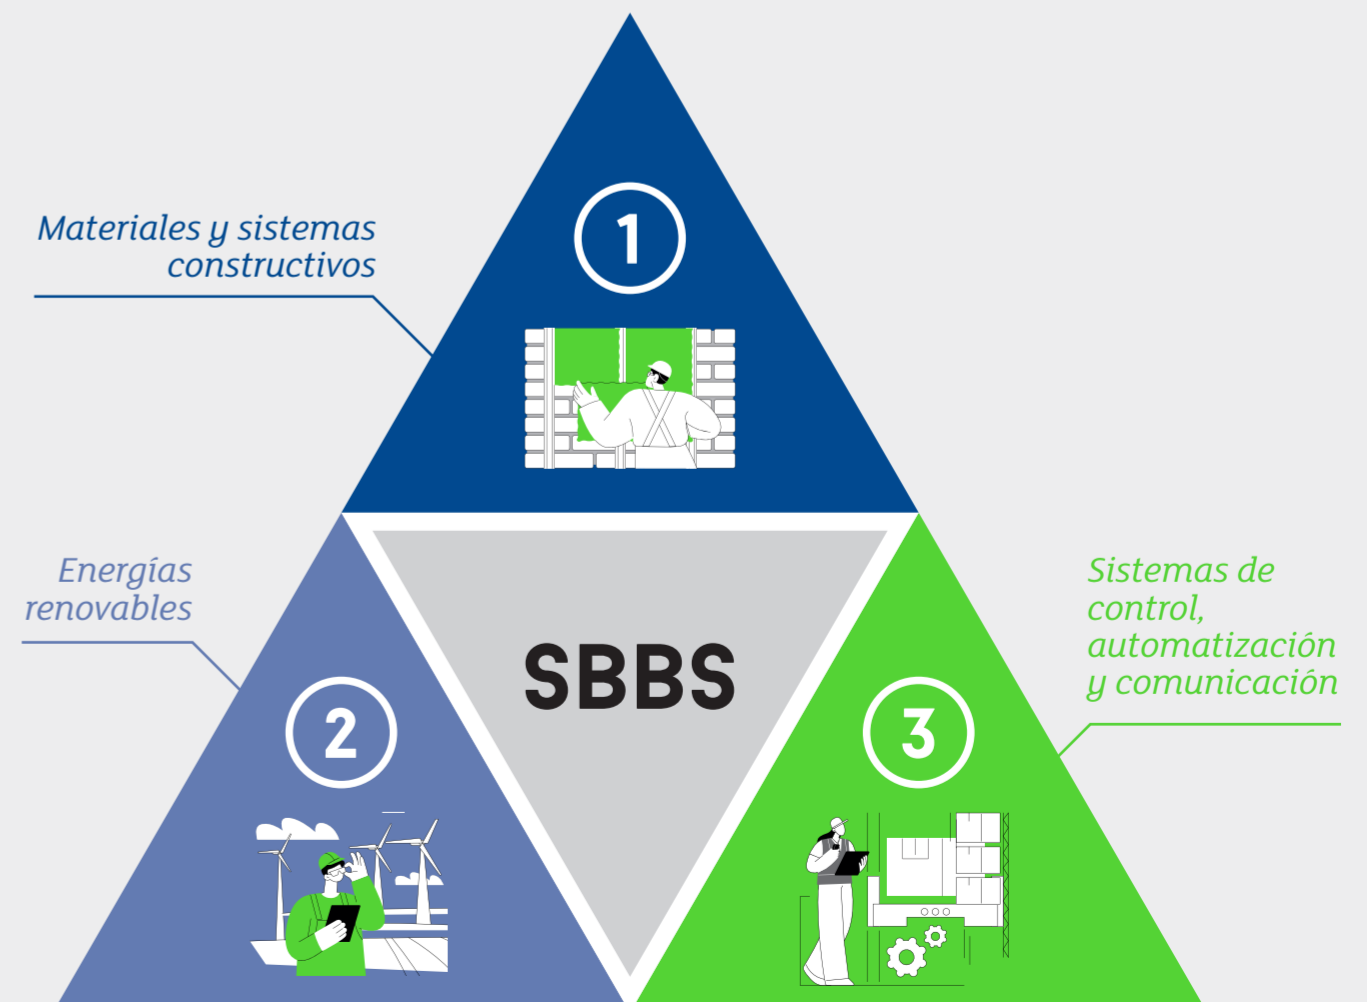 1
Materiales y sistemas
constructivos
Energías
renovables
SBBS
2
3
Sistemas de
control,
automatización
y comunicación